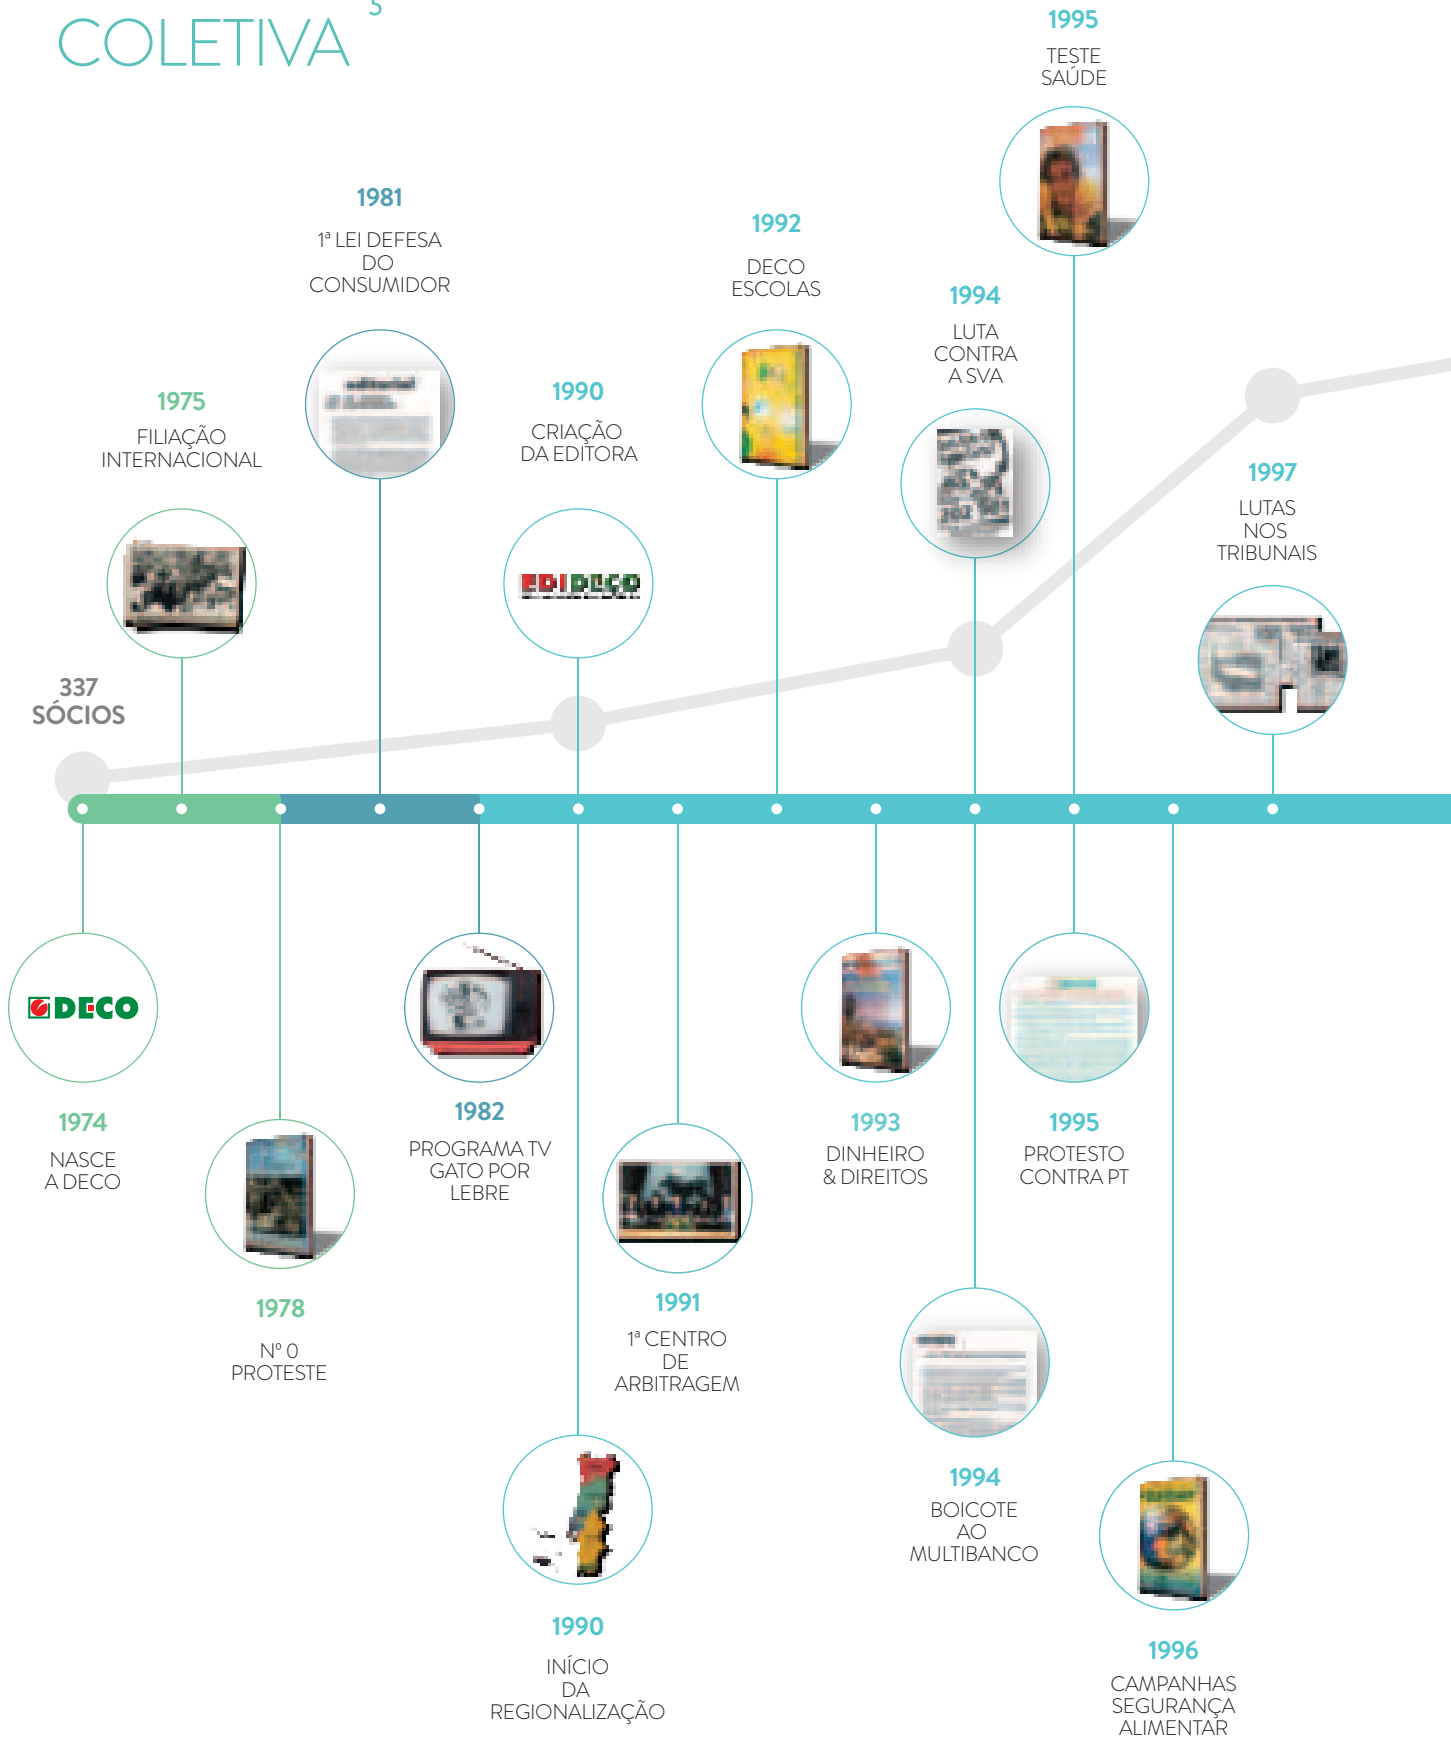 5
COLETIVA
1995
TESTE
SAÚDE
1981
1ª LEI DEFESA
DO
CONSUMIDOR
1992
DECO
ESCOLAS
1994
LUTA
CONTRA
A SVA
1975
FILIAÇÃO
INTERNACIONAL
editorial
1990
CRIAÇÃO
DA EDITORA
EDIDECO
1997
LUTAS
NOS
TRIBUNAIS
337
SÓCIOS
DECO
1974
NASCE
A DECO
1982
PROGRAMA TV
GATO POR
LEBRE
1993
DINHEIRO
& DIREITOS
1995
PROTESTO
CONTRA PT
1978
Nº 0
PROTESTE
1991
1ª CENTRO
DE
ARBITRAGEM
1994
BOICOTE
AO
MULTIBANCO
1990
INÍCIO
DA
REGIONALIZAÇÃO
1996
CAMPANHAS
SEGURANÇA
ALIMENTAR